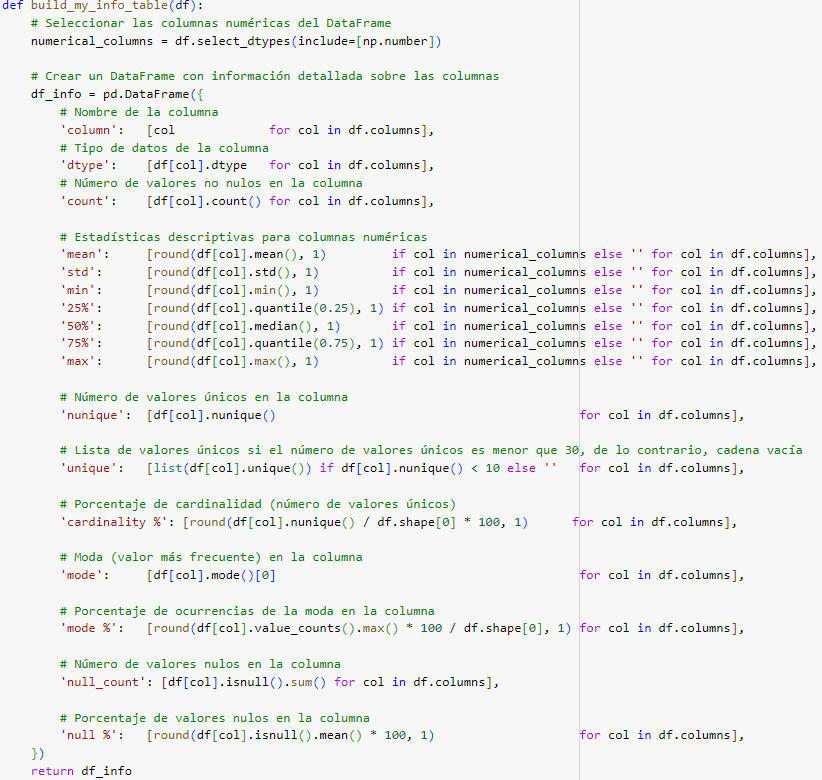 def build_my_info_table(df):
    # Seleccionar las columnas numéricas del DataFrame
    numerical_columns = df.select_dtypes(include=[np.number])
    # Crear un DataFrame con información detallada sobre las columnas
    df_info = pd.DataFrame({
        # Nombre de la columna
        'column':   [col             for col in df.columns],
        # Tipo de datos de la columna
        'dtype':    [df[col].dtype   for col in df.columns],
        # Número de valores no nulos en la columna
        'count':    [df[col].count() for col in df.columns],
        # Estadísticas descriptivas para columnas numéricas
        'mean':     [round(df[col].mean(), 1)         if col in numerical_columns else '' for col in df.columns],
        'std':      [round(df[col].std(), 1)          if col in numerical_columns else '' for col in df.columns],
        'min':      [round(df[col].min(), 1)          if col in numerical_columns else '' for col in df.columns],
        '25%':      [round(df[col].quantile(0.25), 1) if col in numerical_columns else '' for col in df.columns],
        '50%':      [round(df[col].median(), 1)       if col in numerical_columns else '' for col in df.columns],
        '75%':      [round(df[col].quantile(0.75), 1) if col in numerical_columns else '' for col in df.columns],
        'max':      [round(df[col].max(), 1)          if col in numerical_columns else '' for col in df.columns],
        # Número de valores únicos en la columna
        'nunique':  [df[col].nunique()                                          for col in df.columns],
        # Lista de valores únicos si el número de valores únicos es menor que 30, de lo contrario, cadena vacía
        'unique':   [list(df[col].unique()) if df[col].nunique() < 10 else ''   for col in df.columns],
        # Porcentaje de cardinalidad (número de valores únicos)
        'cardinality %': [round(df[col].nunique() / df.shape[0] * 100, 1)      for col in df.columns],
        # Moda (valor más frecuente) en la columna
        'mode':     [df[col].mode()[0]                                          for col in df.columns],
        # Porcentaje de ocurrencias de la moda en la columna
        'mode %':   [round(df[col].value_counts().max() * 100 / df.shape[0], 1) for col in df.columns],
        # Número de valores nulos en la columna
        'null_count': [df[col].isnull().sum() for col in df.columns],
        # Porcentaje de valores nulos en la columna
        'null %':   [round(df[col].isnull().mean() * 100, 1)                    for col in df.columns],
    })
    return df_info